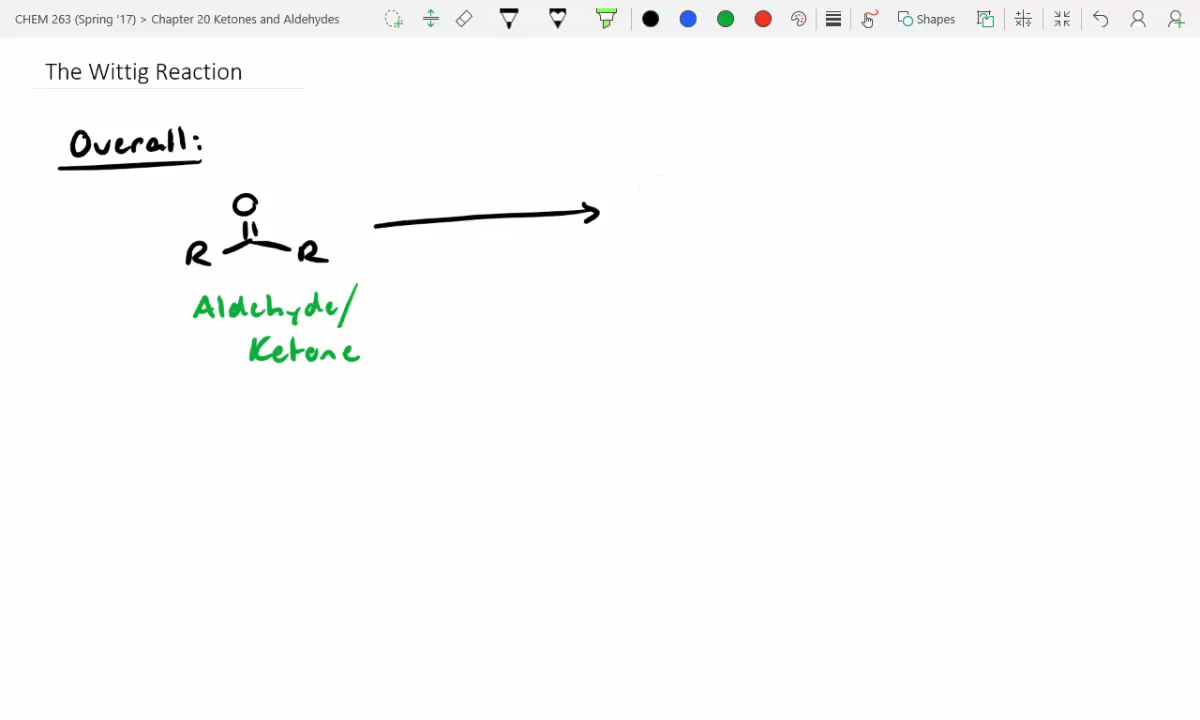 CHEM 263 (Spring '17) > Chapter 20 Ketones and Aldehydes
Shapes
The Wittig Reaction
Overall:
O
R R
Aldehyde/
Ketone